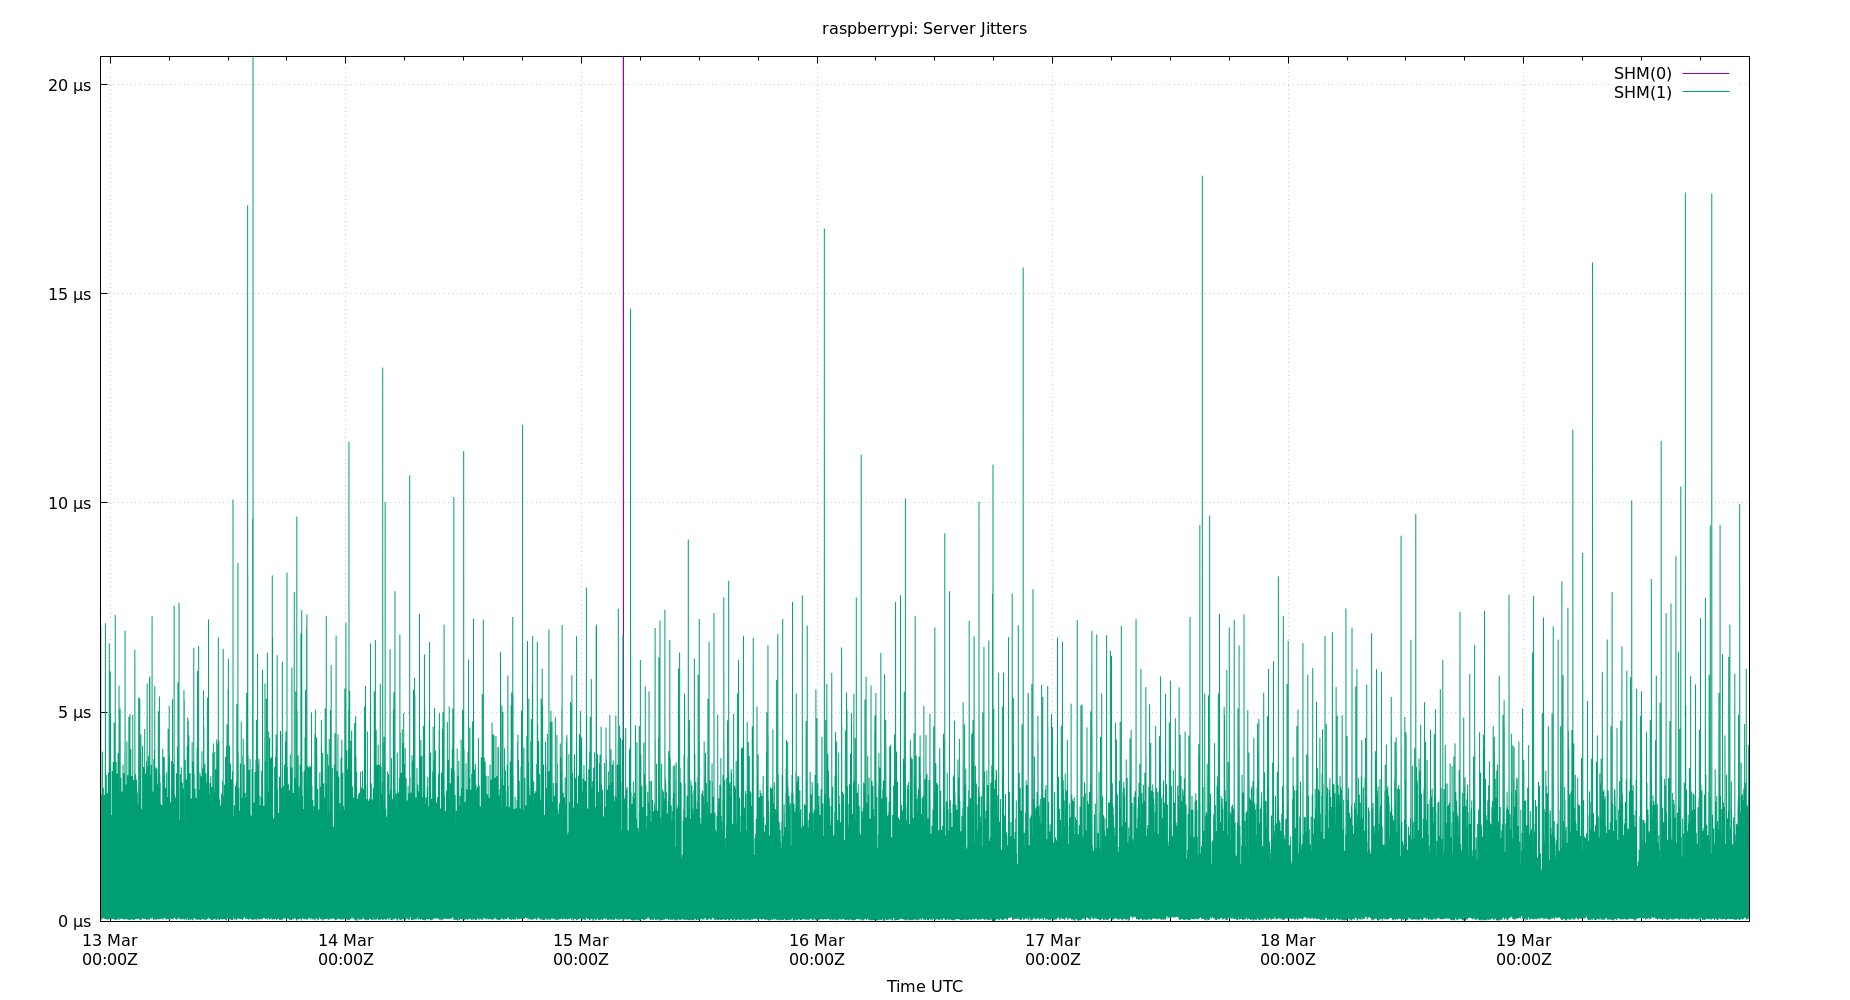 raspberrypi: Server Jitters
SHM(0)
SHM(1)
20 µs
15 µs
10 µs
5 µs
0 µs
13 Mar 14 Mar 15 Mar 16 Mar 17 Mar 18 Mar 19 Mar
00:00Z 00:00Z 00:00Z 00:00Z 00:00Z 00:00Z 00:00Z
Time UTC